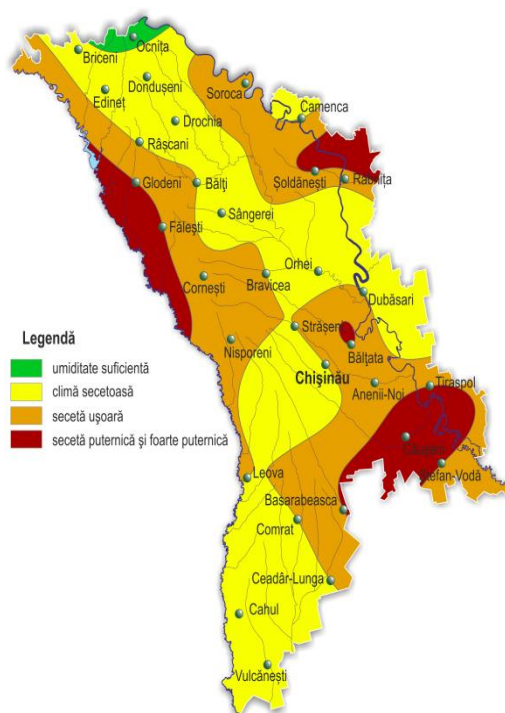 Ocnița
Briceni
Dondușeni
Edineț
Soroca
Camenca
Drochia
Râșcani
Șoldănești
Râbnița
Glodeni
Bălți
Sângerei
Fălești
Orhei
Cornești
Bravicea
Dubăsari
Strășeni
Nisporeni
Bălțata
Chișinău
Anenii-Noi
Tiraspol
Căușeni
Ștefan-Vodă
Leova
Basarabeasca
Comrat
Ceadâr-Lunga
Cahul
Vulcănești
Legendă
umiditate suficientă
climă secetoasă
secetă ușoară
secetă puternică și foarte puternică